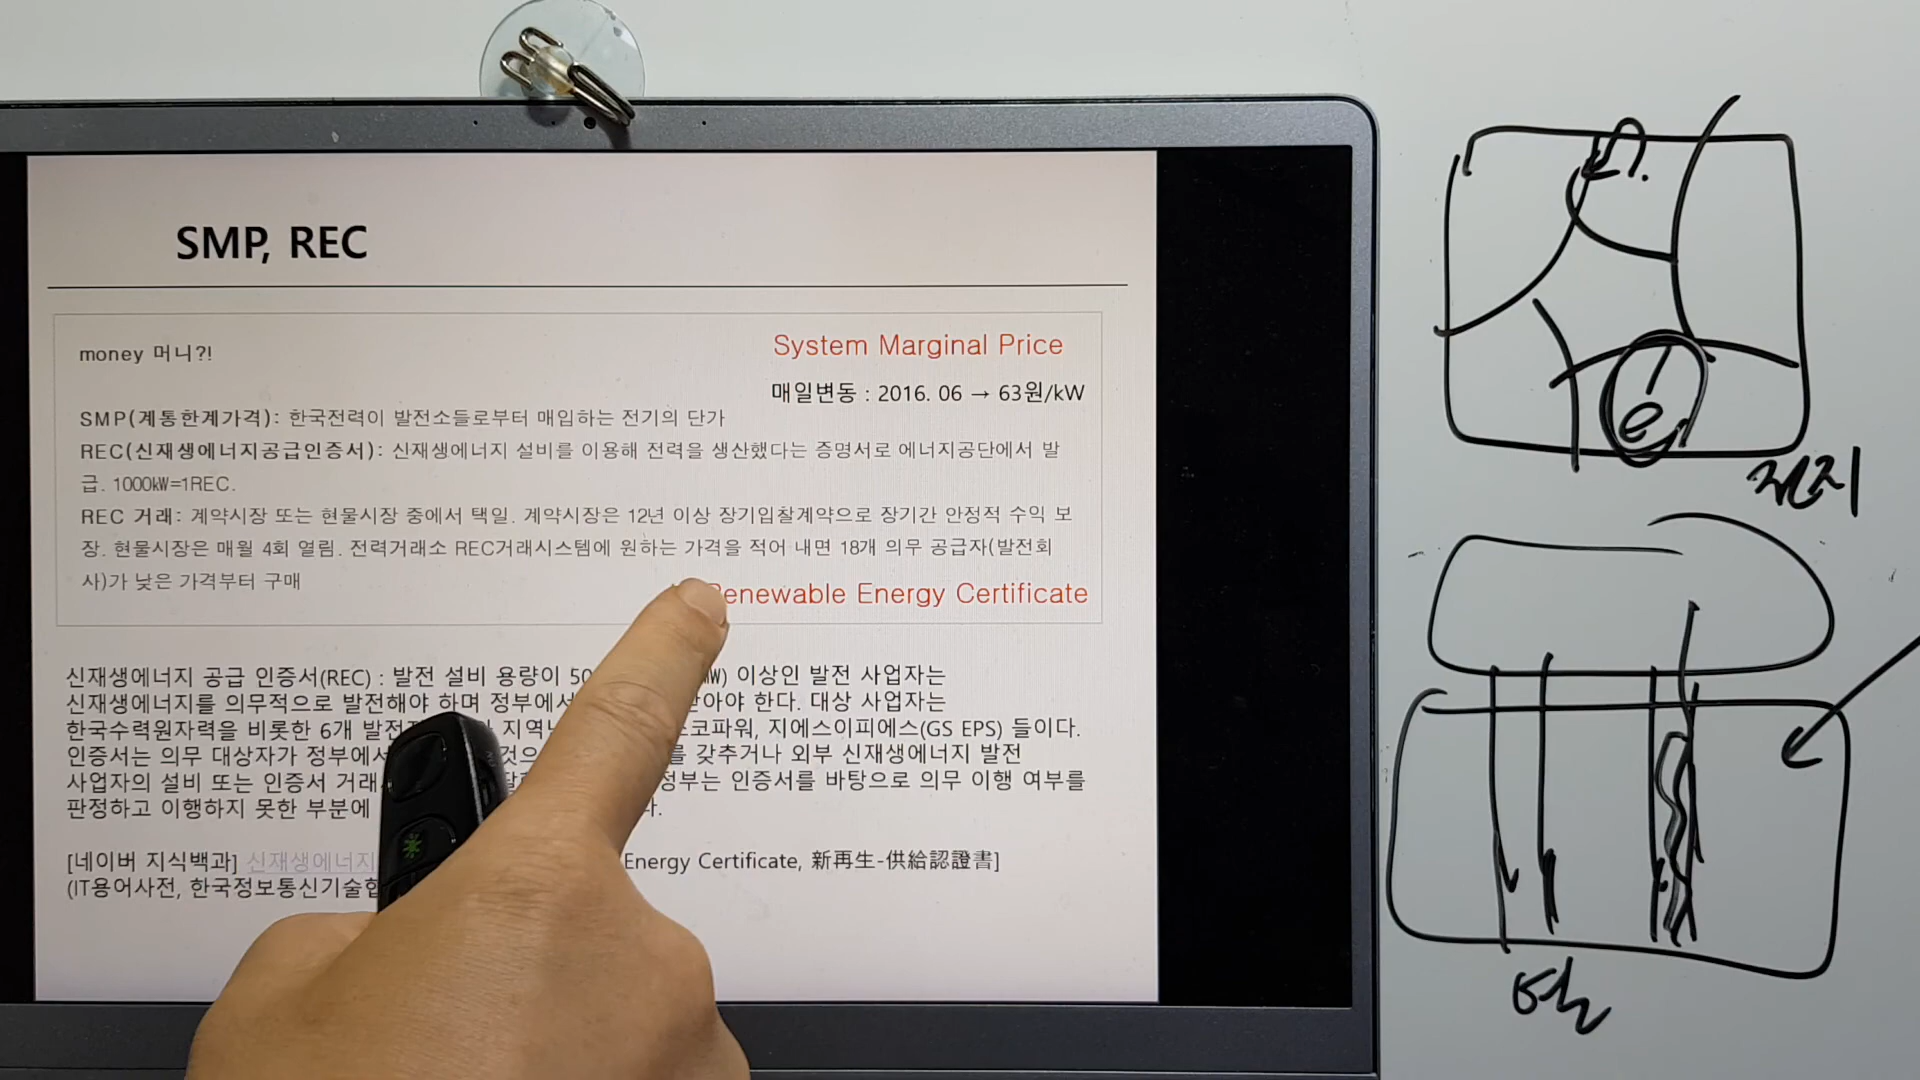 SMP, REC
money 머니?!
System Marginal Price
매일변동 : 2016. 06 → 63원/kW
SMP(계통한계가격): 한국전력이 발전소들로부터 매입하는 전기의 단가
REC(신재생에너지공급인증서): 신재생에너지 설비를 이용해 전력을 생산했다는 증명서로 에너지공단에서 발
급. 1000㎾=1REC.
REC 거래: 계약시장 또는 현물시장 중에서 택일. 계약시장은 12년 이상 장기입찰계약으로 장기간 안정적 수익 보
장. 현물시장은 매월 4회 열림. 전력거래소 REC거래시스템에 원하는 가격을 적어 내면 18개 의무 공급자(발전회
사)가 낮은 가격부터 구매
Renewable Energy Certificate
신재생에너지 공급 인증서(REC) : 발전 설비 용량이 이상인 발전 사업자는
신재생에너지를 의무적으로 발전해야 하며 정부에서 받아야 한다. 대상 사업자는
한국수력원자력을 비롯한 6개 지에스이피에스(GS EPS) 들이다.
인증서는 의무 대상자가 정부에서 갖추거나 외부 신재생에너지 발전
사업자의 설비 또는 인증서 정부는 인증서를 바탕으로 의무 이행 여부를
판정하고 이행하지 못한 부분에
[네이버 지식백과] 신재생에너지 Energy Certificate, 新再生-供給認證書]
(IT용어사전,
e